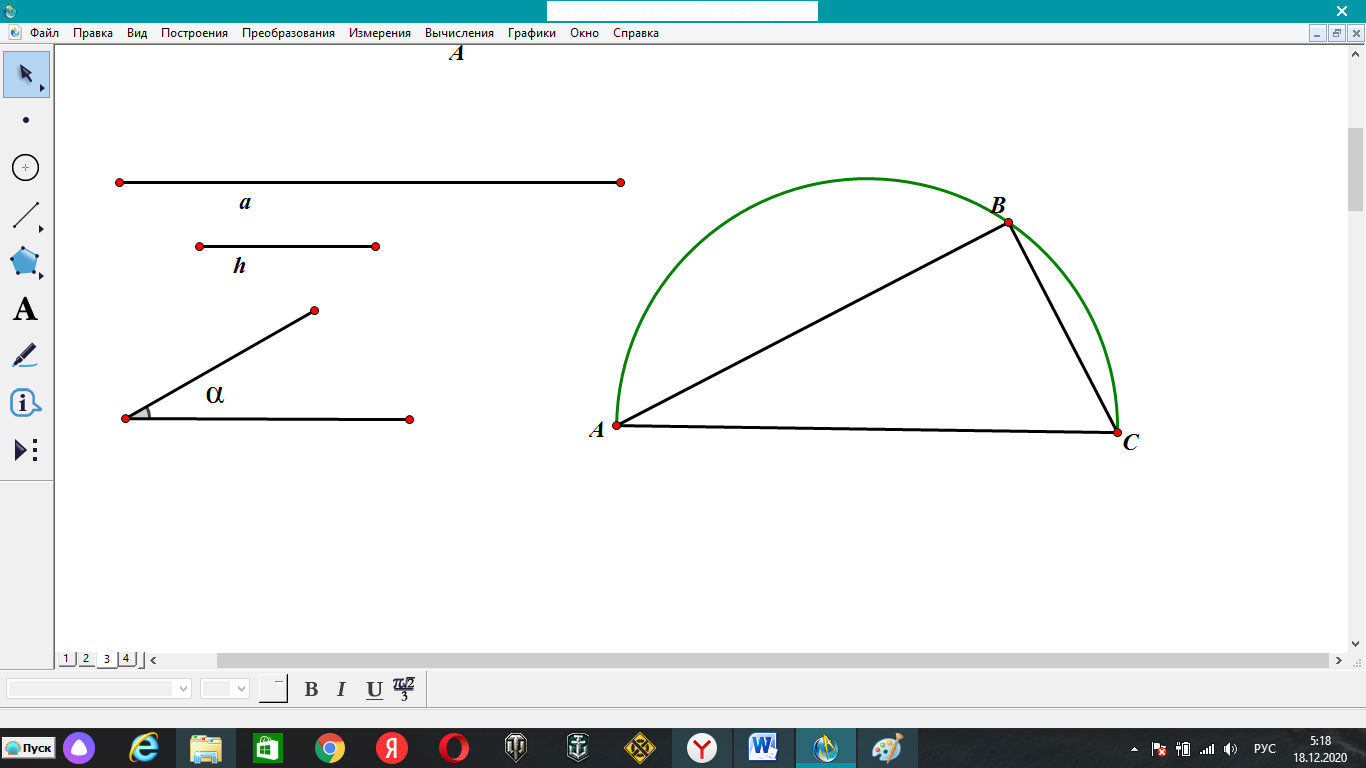 Файл Правка Вид Построения Преобразования Измерения Вычисления Графики Окно Справка
A
a
h
α
B
A
C
A
1 2 3 4
B I U
Пуск
РУС
5:18
18.12.2020